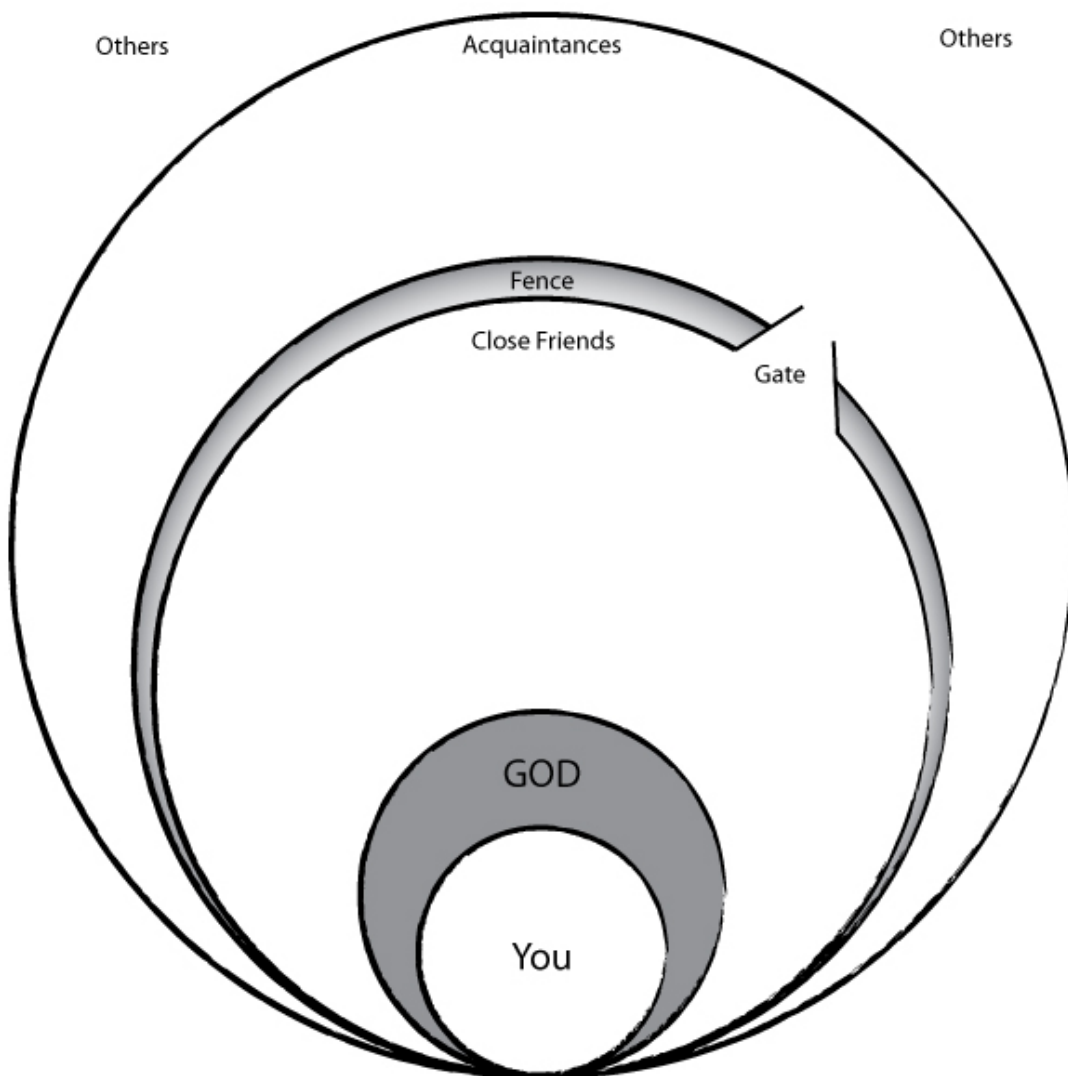 Others
Acquaintances
Others
Fence
Close Friends
Gate
GOD
You